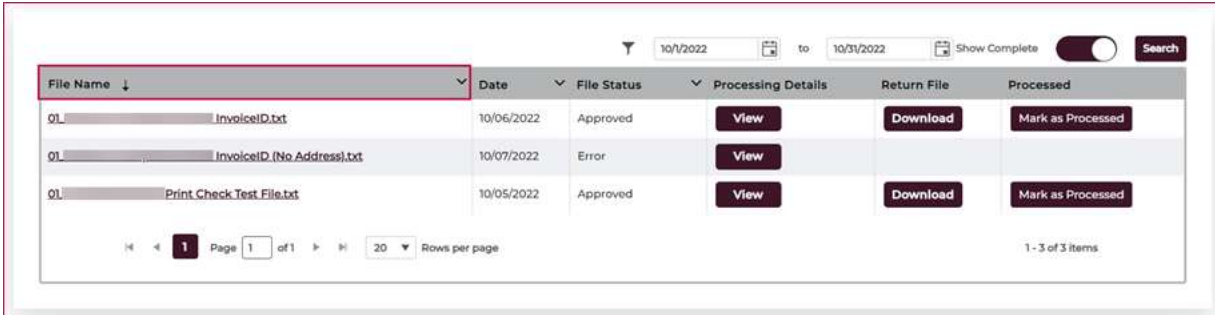 10/1/2022 to 10/31/2022 Show Complete Search
File Name ↓ Date File Status Processing Details Return File Processed
01_ InvoiceID.txt 10/06/2022 Approved View Download Mark as Processed
01_ InvoiceID (No Address).txt 10/07/2022 Error View
01_ Print Check Test File.txt 10/05/2022 Approved View Download Mark as Processed
1 Page 1 of 1 20 Rows per page 1 - 3 of 3 items